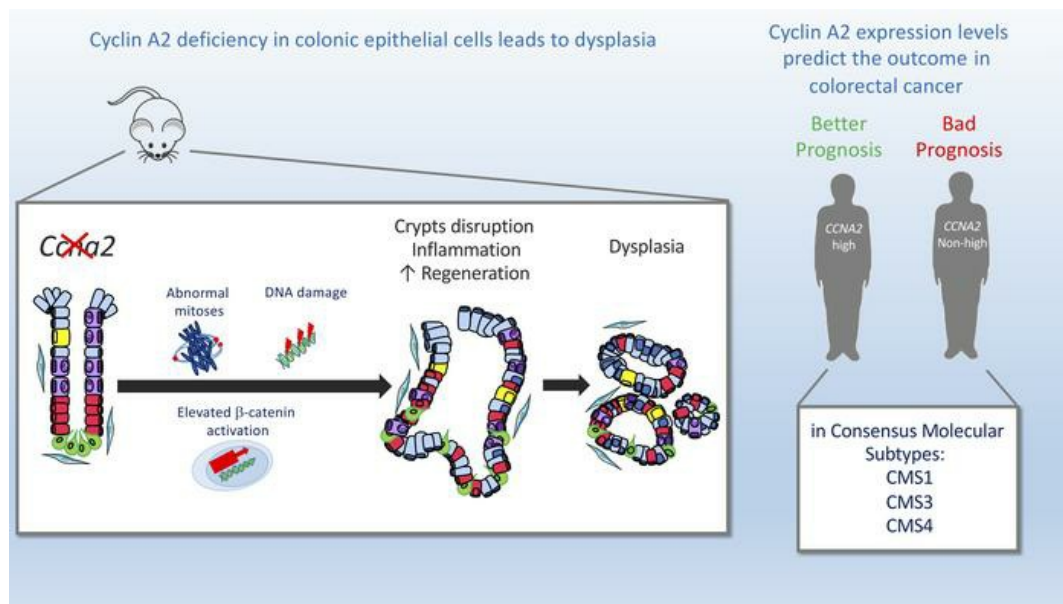 Cyclin A2 deficiency in colonic epithelial cells leads to dysplasia
Ccna2
Abnormal
mitoses
DNA damage
Elevated β-catenin
activation
Crypts disruption
Inflammation
↑ Regeneration
Dysplasia
Cyclin A2 expression levels
predict the outcome in
colorectal cancer
Better
Prognosis
Bad
Prognosis
CCNA2
high
CCNA2
Non-high
in Consensus Molecular
Subtypes:
CMS1
CMS3
CMS4